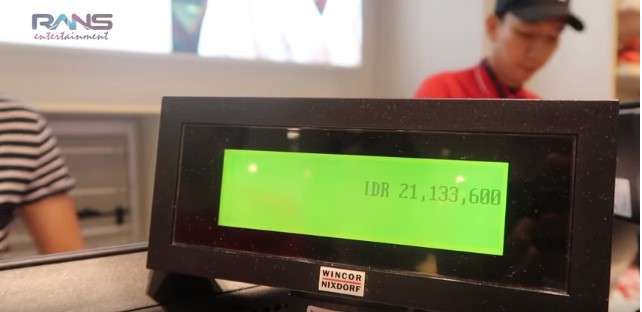 RANS
entertainment
IDR 21,133,600
WINCOR
NIXDORF